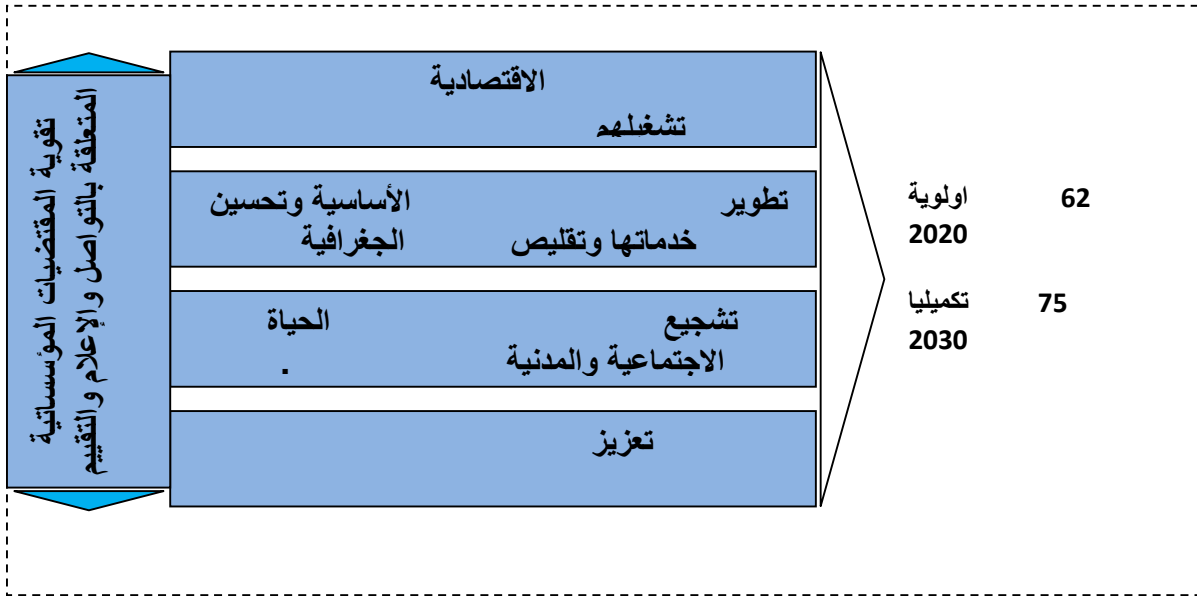 الاقتصادية
تشغيلهم
تطوير الأساسية وتحسين
خدماتها وتقليص الجغرافية
تشجيع الحياة
الاجتماعية والمدنية .
تعزيز
62 اولوية
2020
75 تكميليا
2030
تقوية المقتضيات المؤسساتية
المتعلقة بالتواصل والإعلام والتقييم